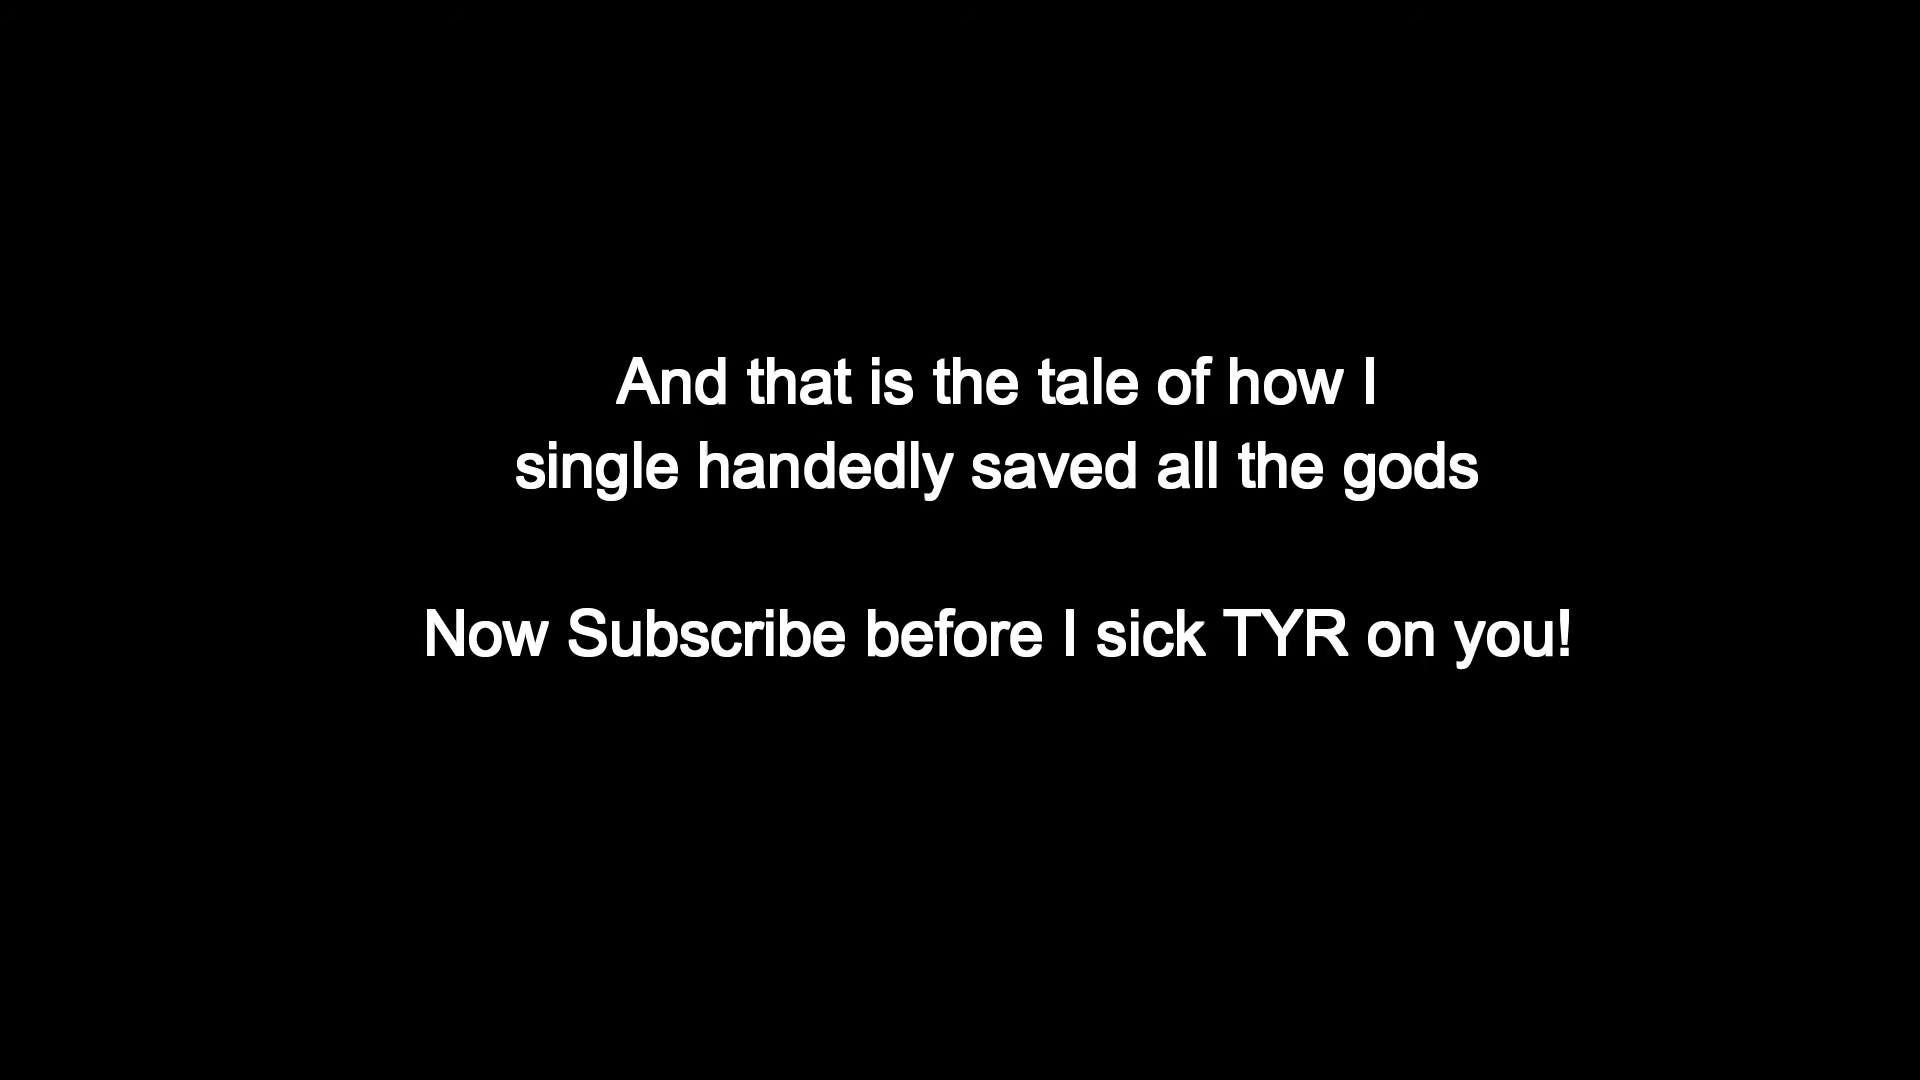 And that is the tale of how I
single handedly saved all the gods
Now Subscribe before I sick TYR on you!